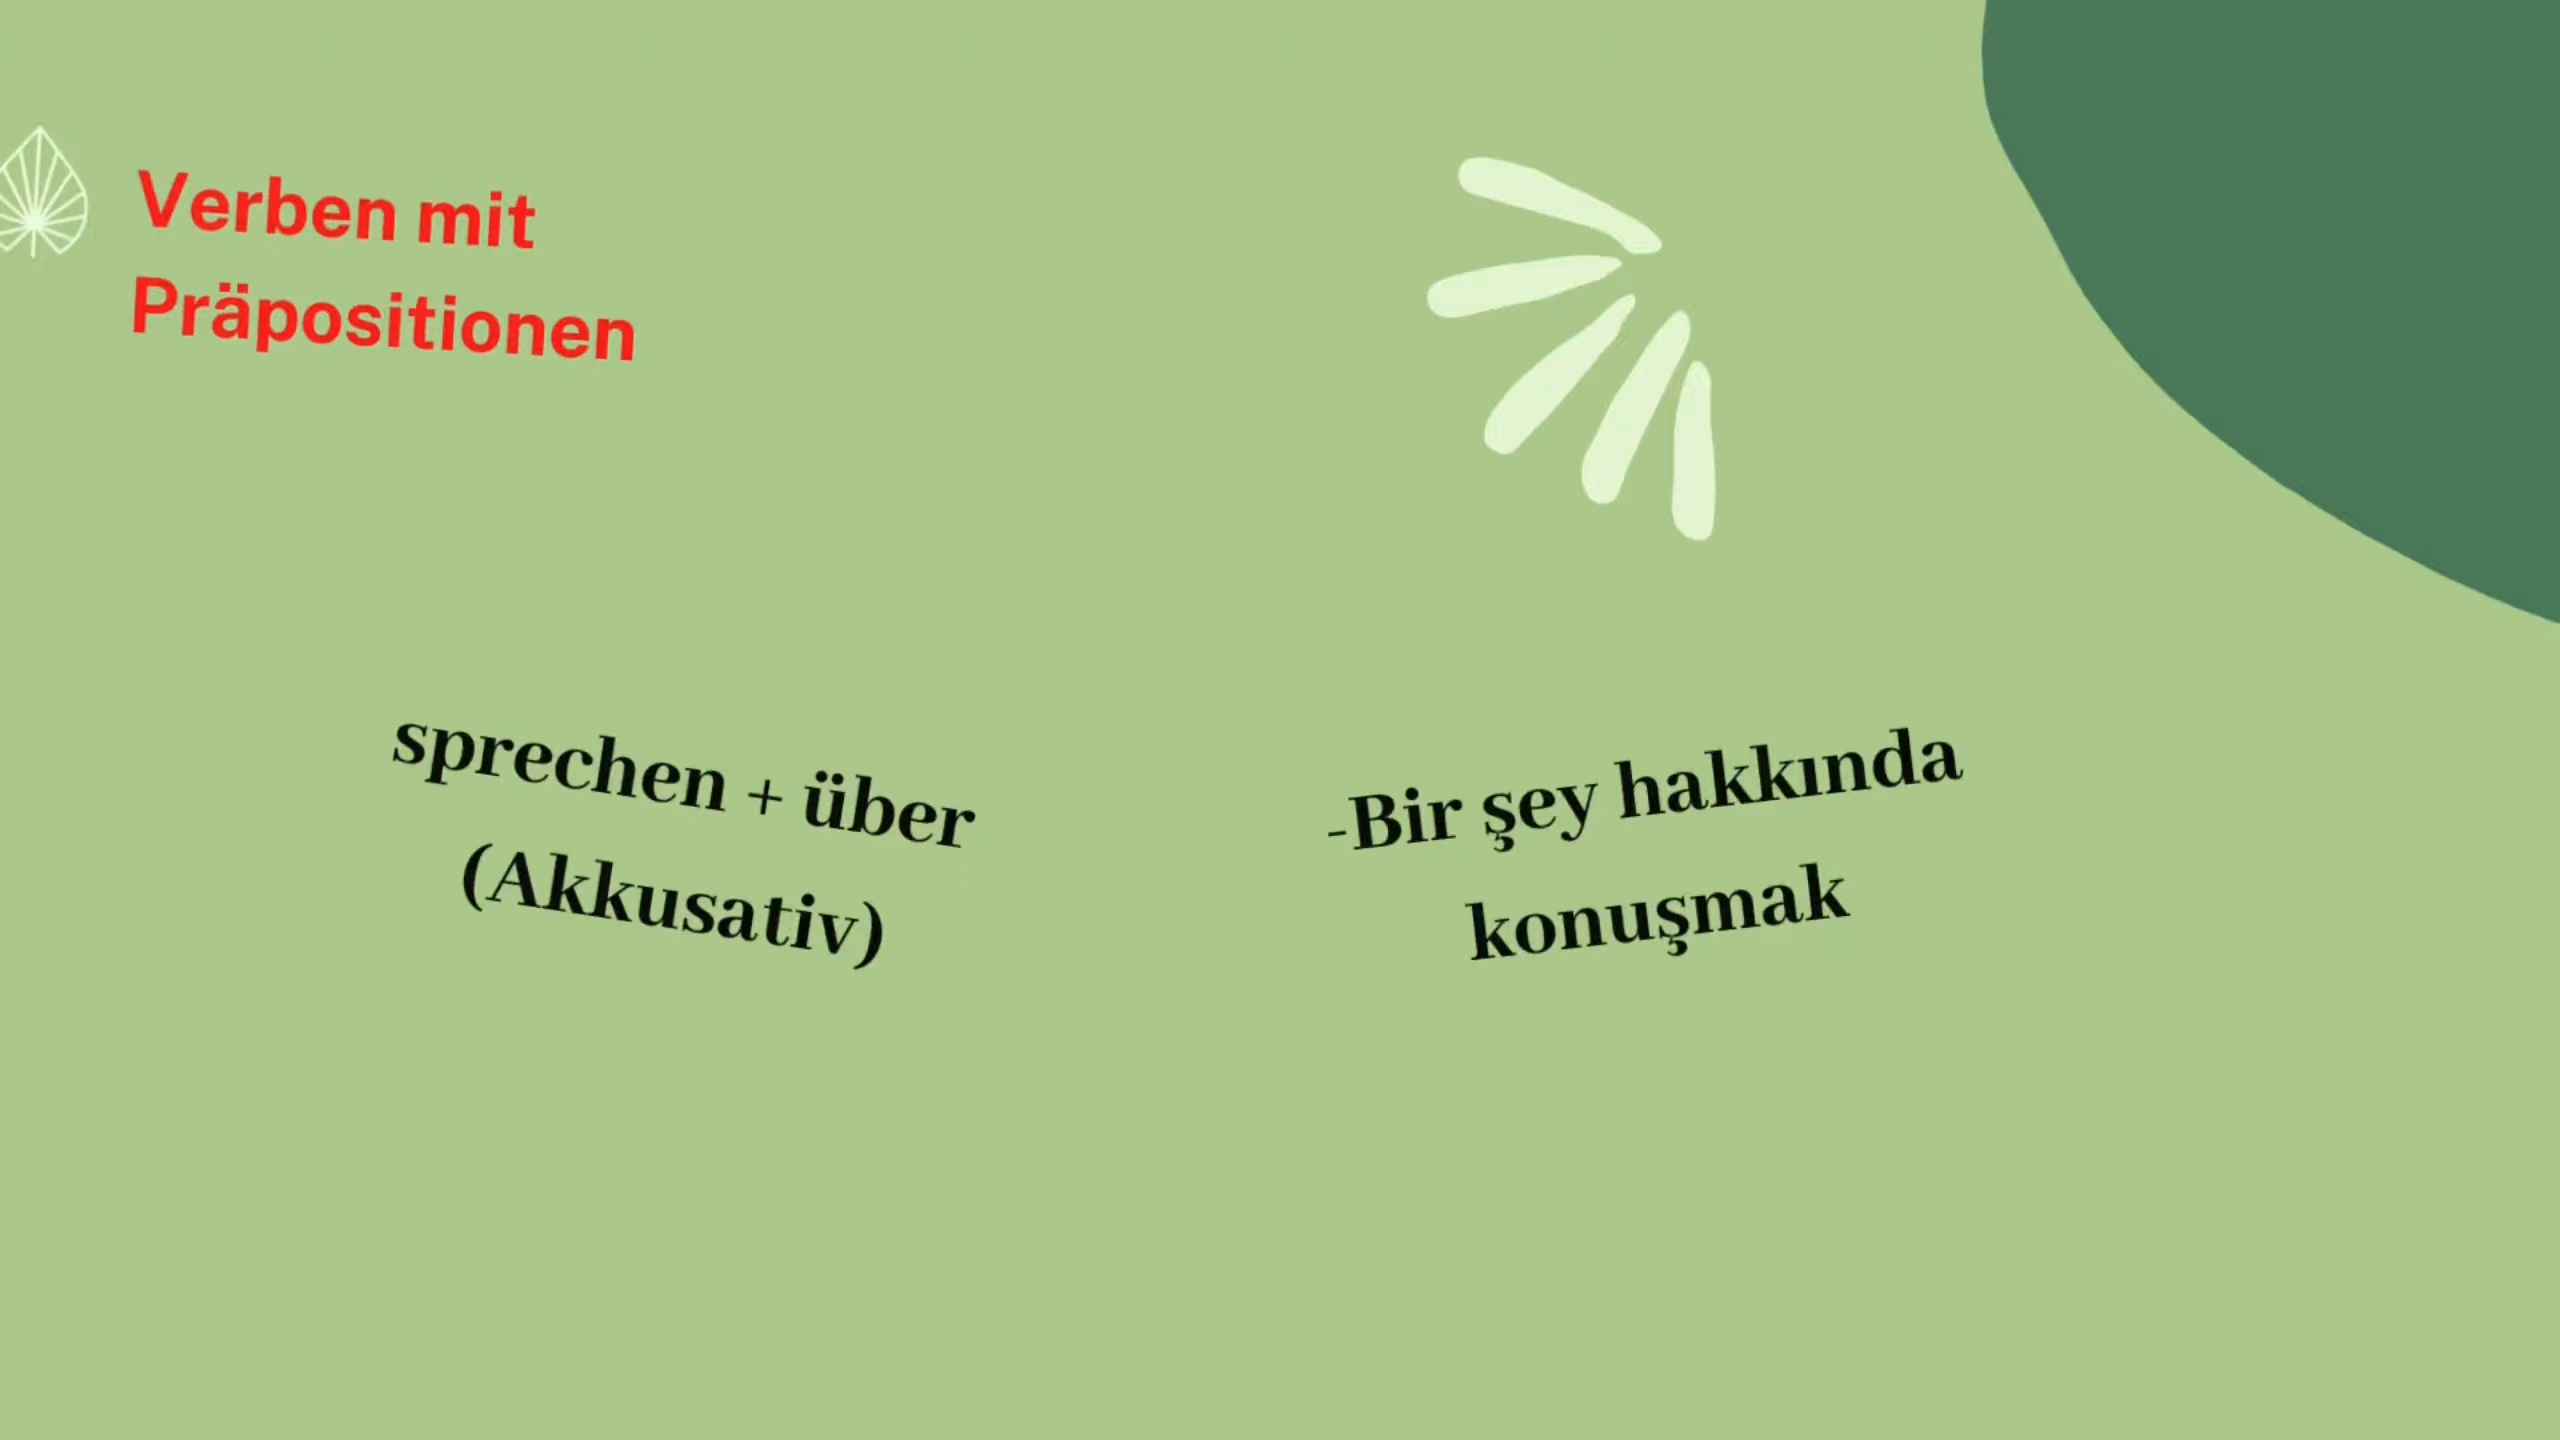 Verben mit
Präpositionen
sprechen + über
(Akkusativ)
-Bir şey hakkında
konuşmak